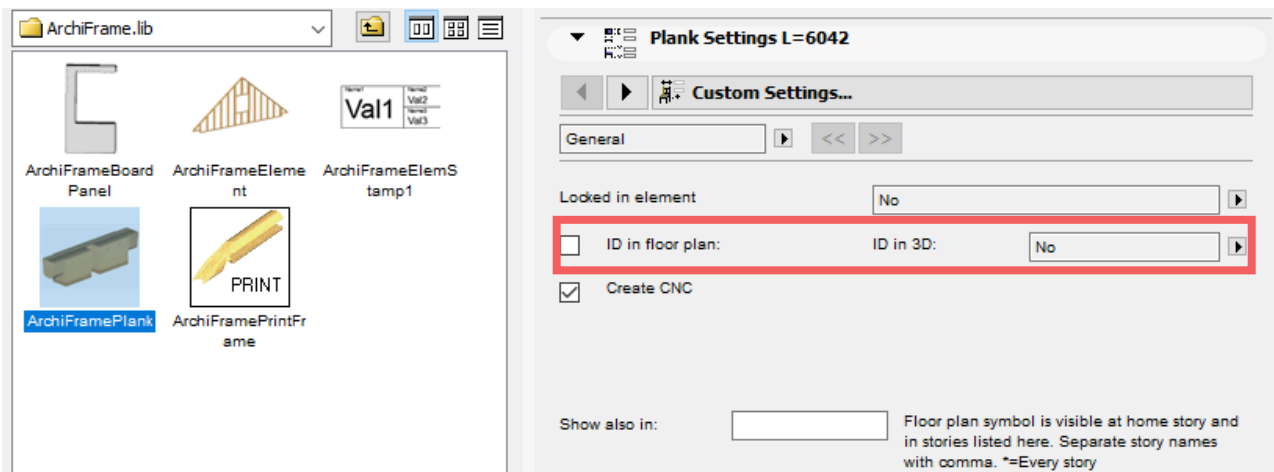 ArchiFrame.lib
ArchiFrameBoard
Panel
ArchiFrameEleme
nt
Name1
Val1
Name2
Val2
Name3
Val3
ArchiFrameElemS
tamp1
ArchiFramePlank
PRINT
ArchiFramePrintFr
ame
Plank Settings L=6042
Custom Settings...
General
<< >>
Locked in element No
ID in floor plan: ID in 3D: No
Create CNC
Show also in:
Floor plan symbol is visible at home story and
in stories listed here. Separate story names
with comma. *=Every story